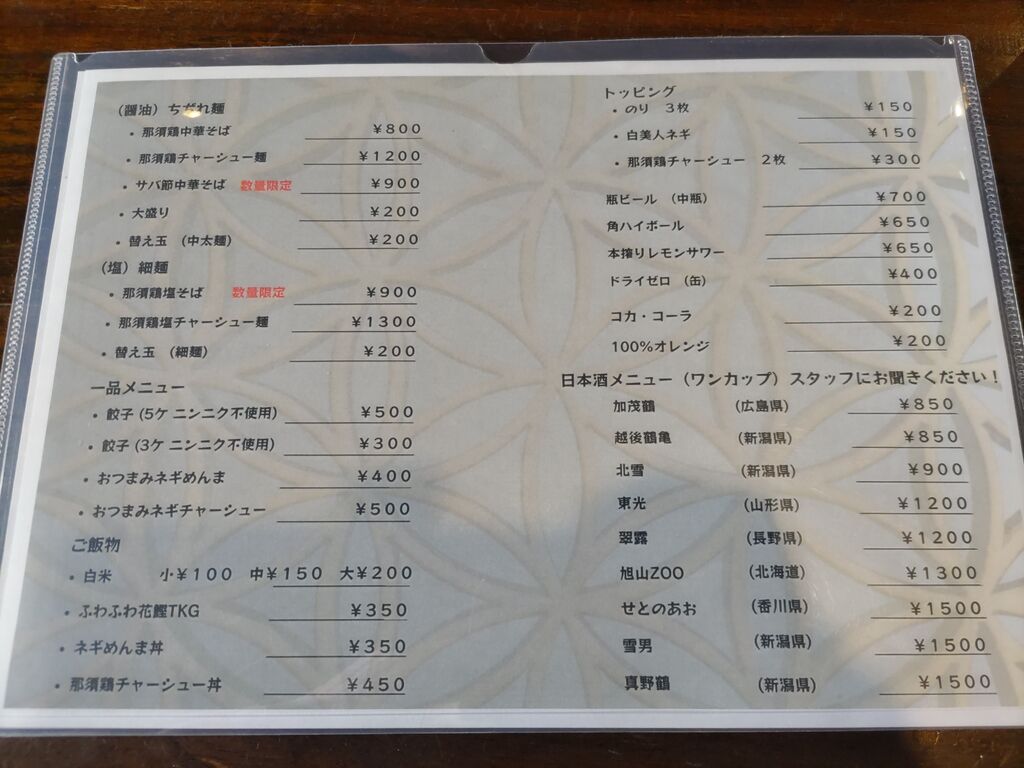 (醤油) ちぢれ麺
・那須鶏中華そば ¥800
・那須鶏チャーシュー麺 ¥1200
・サバ節中華そば 数量限定 ¥900
・大盛り ¥200
・替え玉 (中太麺) ¥200
(塩) 細麺
・那須鶏塩そば 数量限定 ¥900
・那須鶏塩チャーシュー麺 ¥1300
・替え玉 (細麺) ¥200
一品メニュー
・餃子 (5ケ ニンニク不使用) ¥500
・餃子 (3ケ ニンニク不使用) ¥300
・おつまみネギめんま ¥400
・おつまみネギチャーシュー ¥500
ご飯物
・白米 小¥100 中¥150 大¥200
・ふわふわ花鰹TKG ¥350
・ネギめんま丼 ¥350
・那須鶏チャーシュー丼 ¥450
トッピング
・のり 3枚 ¥150
・白美人ネギ ¥150
・那須鶏チャーシュー 2枚 ¥300
瓶ビール (中瓶) ¥700
角ハイボール ¥650
本搾りレモンサワー ¥650
ドライゼロ (缶) ¥400
コカ・コーラ ¥200
100%オレンジ ¥200
日本酒メニュー (ワンカップ) スタッフにお聞きください！
加茂鶴 (広島県) ¥850
越後鶴亀 (新潟県) ¥850
北雪 (新潟県) ¥900
東光 (山形県) ¥1200
翠露 (長野県) ¥1200
旭山ZOO (北海道) ¥1300
せとのあお (香川県) ¥1500
雪男 (新潟県) ¥1500
真野鶴 (新潟県) ¥1500